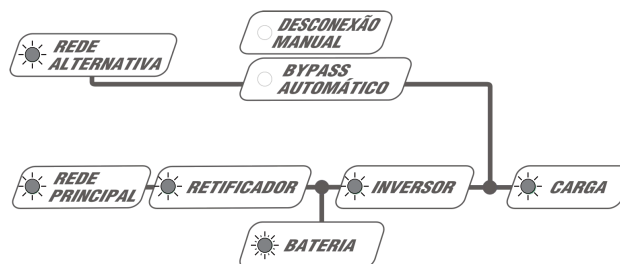 DESCONEXÃO
MANUAL
REDE
ALTERNATIVA
BYPASS
AUTOMÁTICO
REDE
PRINCIPAL
RETIFICADOR
INVERSOR
CARGA
BATERIA